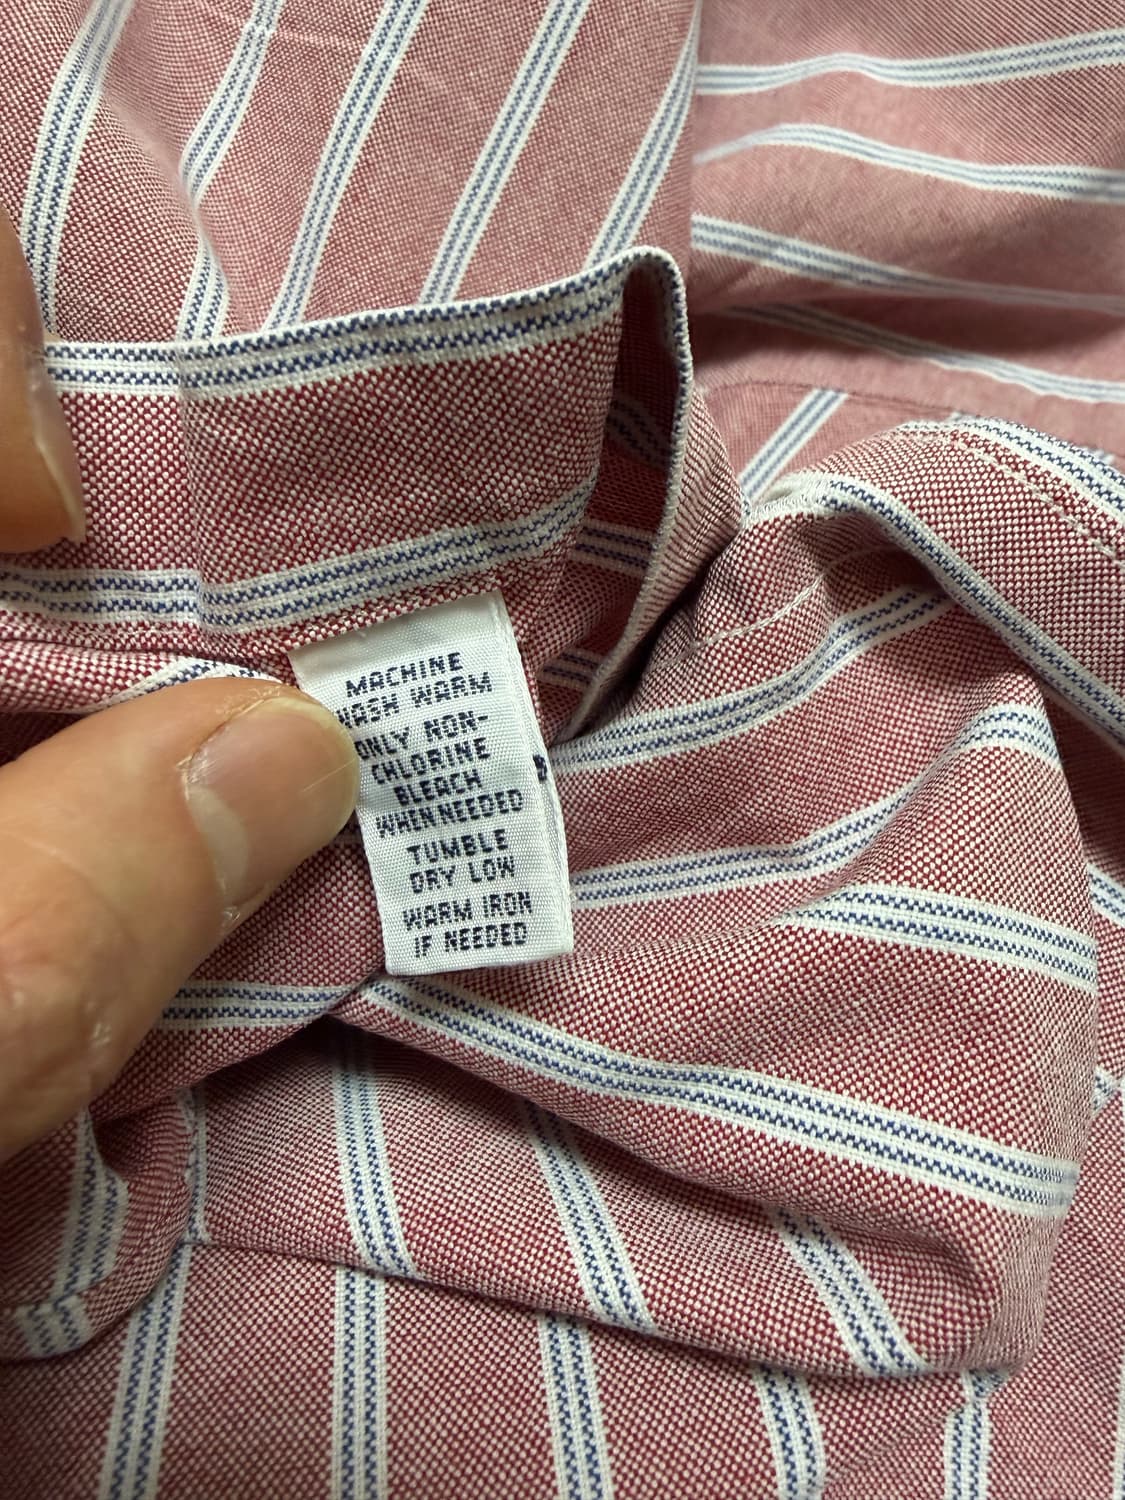 MACHINE
WASH WARM
ONLY NON-
CHLORINE
BLEACH
WHEN NEEDED
TUMBLE
DRY LOW
WARM IRON
IF NEEDED